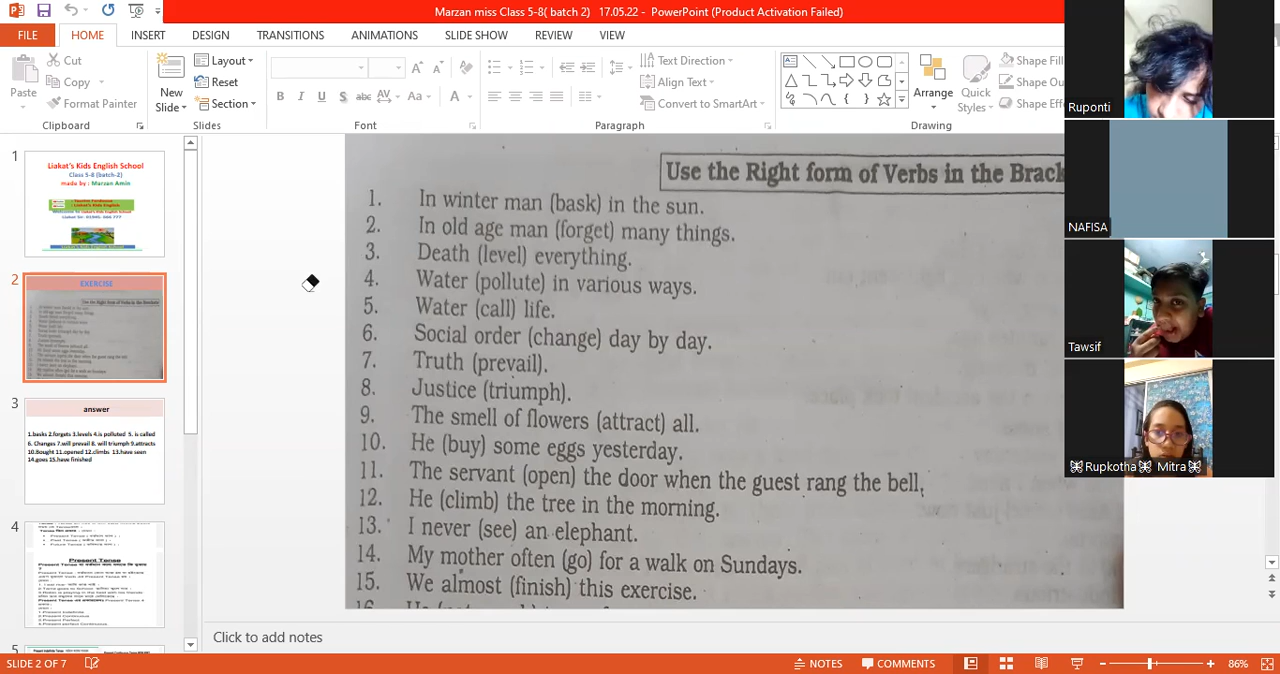 Marzan miss Class 5-8( batch 2) 17.05.22 - PowerPoint (Product Activation Failed)
FILE HOME INSERT DESIGN TRANSITIONS ANIMATIONS SLIDE SHOW REVIEW VIEW
Paste
Cut
Copy
Format Painter
Clipboard
New
Slide
Layout
Reset
Section
Slides
B I U S abc AV Aa A
Font
Text Direction
Align Text
Convert to SmartArt
Paragraph
Arrange
Quick
Styles
Shape Fill
Shape Ou
Shape Effe
Drawing
1
Liakat's Kids English School
Class 5-8 (batch-2)
made by : Marzan Amin
2
EXERCISE
3
answer
1.basks 2.forgets 3.levels 4.is polluted 5. is called
6. Changes 7.will prevail 8. will triumph 9.attracts
10.Bought 11.opened 12.climbs 13.have seen
14.goes 15.have finished
4
Present Tense
5
Use the Right form of Verbs in the Brack
1. In winter man (bask) in the sun.
2. In old age man (forget) many things.
3. Death (level) everything.
4. Water (pollute) in various ways.
5. Water (call) life.
6. Social order (change) day by day.
7. Truth (prevail).
8. Justice (triumph).
9. The smell of flowers (attract) all.
10. He (buy) some eggs yesterday.
11. The servant (open) the door when the guest rang the bell,
12. He (climb) the tree in the morning.
13. I never (see) an elephant.
14. My mother often (go) for a walk on Sundays.
15. We almost (finish) this exercise.
Ruponti
NAFISA
Tawsif
Rupkotha Mitra
Click to add notes
SLIDE 2 OF 7
NOTES COMMENTS 86%